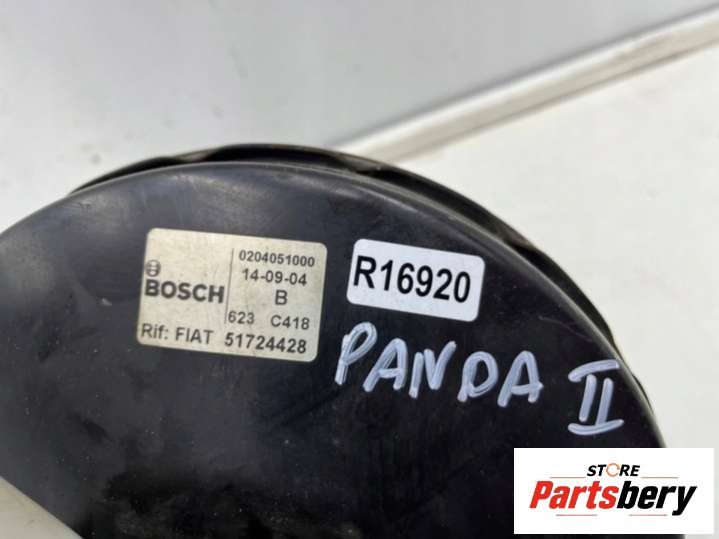 0204051000
14-09-04
BOSCH
B
623 C418
Rif: FIAT 51724428
R16920
PANDA II
STORE
Partsbery